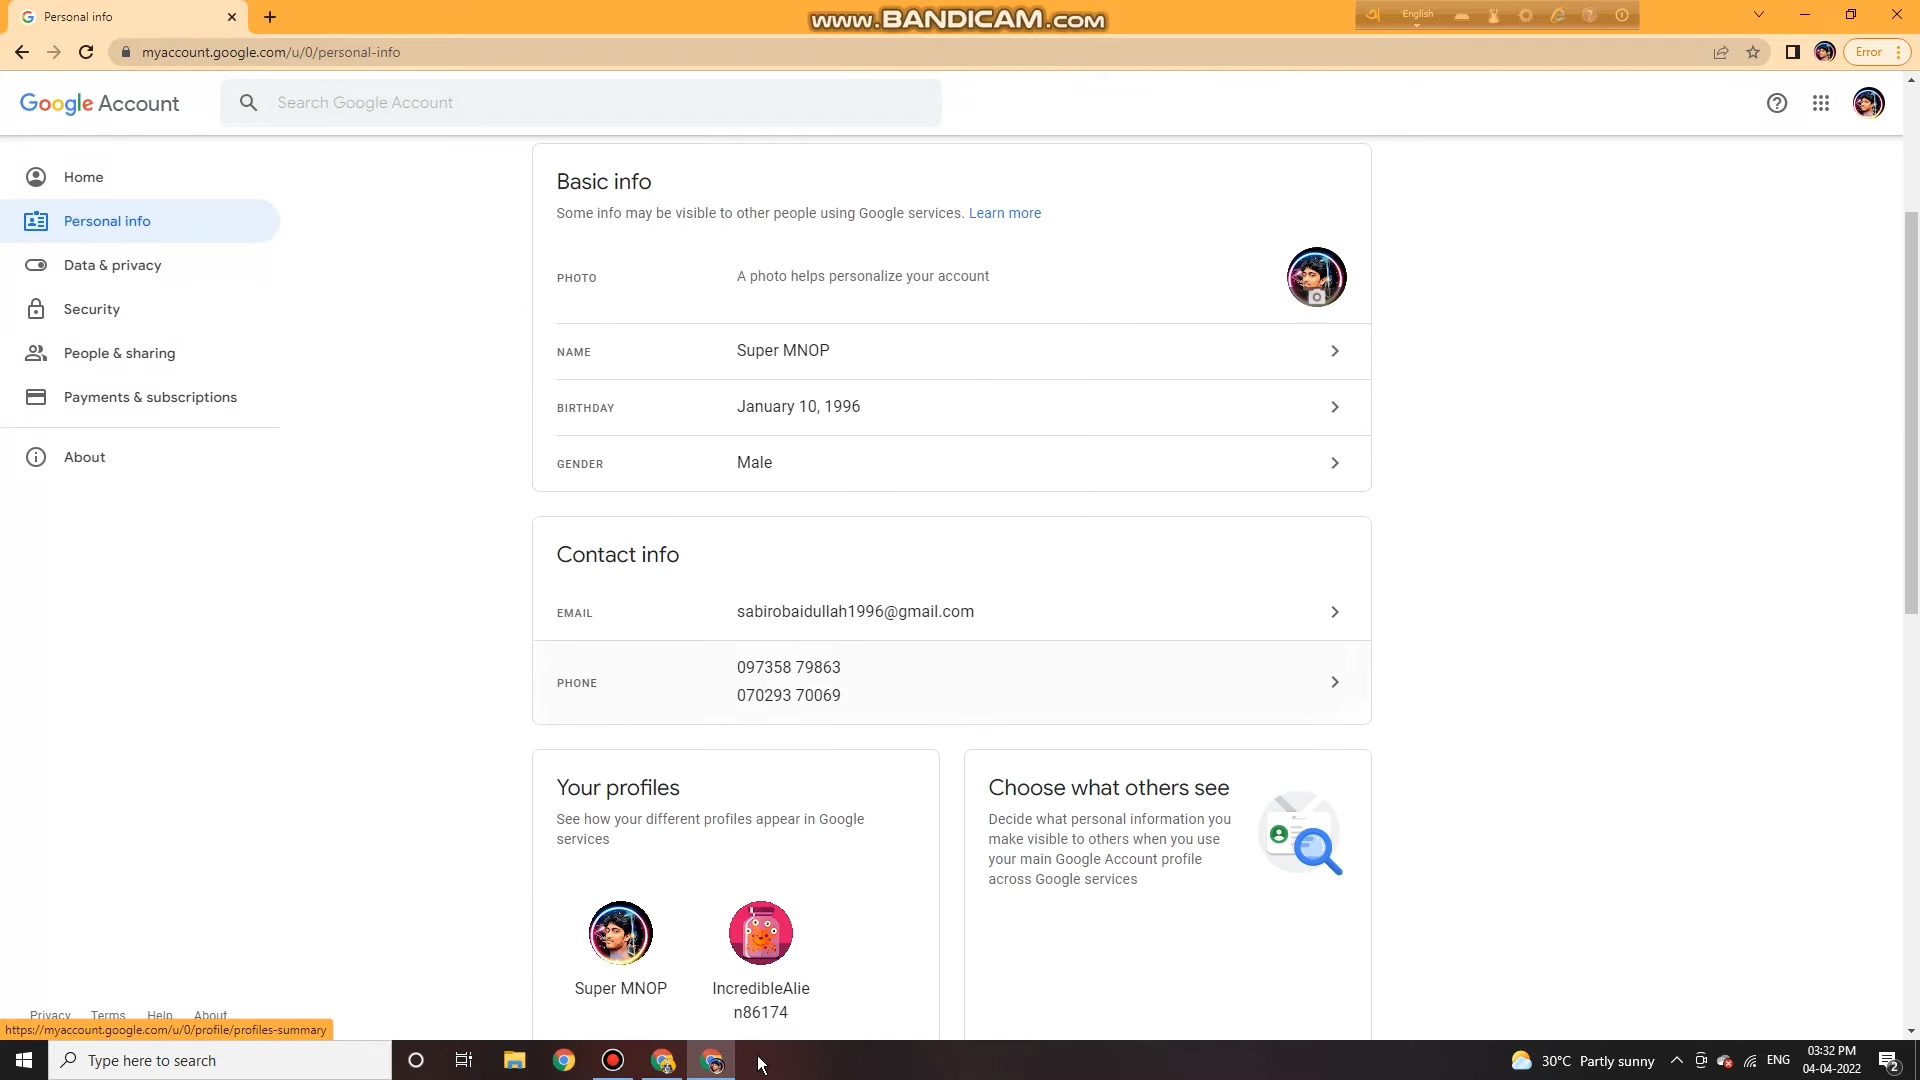 Personal info
www.BANDICAM.com
English
myaccount.google.com/u/0/personal-info
Error
Google Account
Search Google Account
Home
Personal info
Data & privacy
Security
People & sharing
Payments & subscriptions
About
Basic info
Some info may be visible to other people using Google services. Learn more
PHOTO
A photo helps personalize your account
NAME
Super MNOP
BIRTHDAY
January 10, 1996
GENDER
Male
Contact info
EMAIL
sabirobaidullah1996@gmail.com
PHONE
097358 79863
070293 70069
Your profiles
See how your different profiles appear in Google
services
Super MNOP
IncredibleAlie
n86174
Choose what others see
Decide what personal information you
make visible to others when you use
your main Google Account profile
across Google services
Privacy Terms Help About
https://myaccount.google.com/u/0/profile/profiles-summary
Type here to search
30°C Partly sunny
ENG
03:32 PM
04-04-2022
2